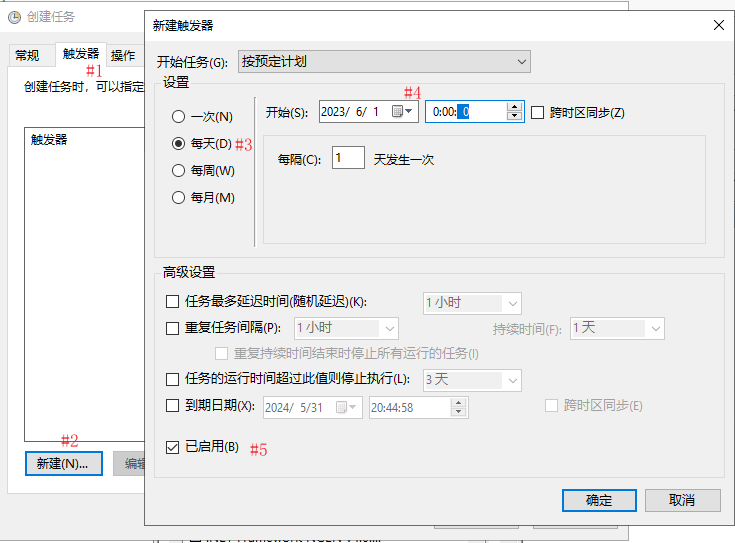 创建任务
常规 触发器 操作
#1
创建任务时，可以指定
触发器
#2
新建(N)... 编辑
新建触发器
开始任务(G): 按预定计划
设置
#4
一次(N)
每天(D) #3
每周(W)
每月(M)
开始(S): 2023/ 6/ 1 0:00: 0 跨时区同步(Z)
每隔(C): 1 天发生一次
高级设置
任务最多延迟时间(随机延迟)(K): 1 小时
重复任务间隔(P): 1 小时 持续时间(F): 1 天
重复持续时间结束时停止所有运行的任务(I)
任务的运行时间超过此值则停止执行(L): 3 天
到期日期(X): 2024/ 5/31 20:44:58 跨时区同步(E)
已启用(B) #5
确定 取消